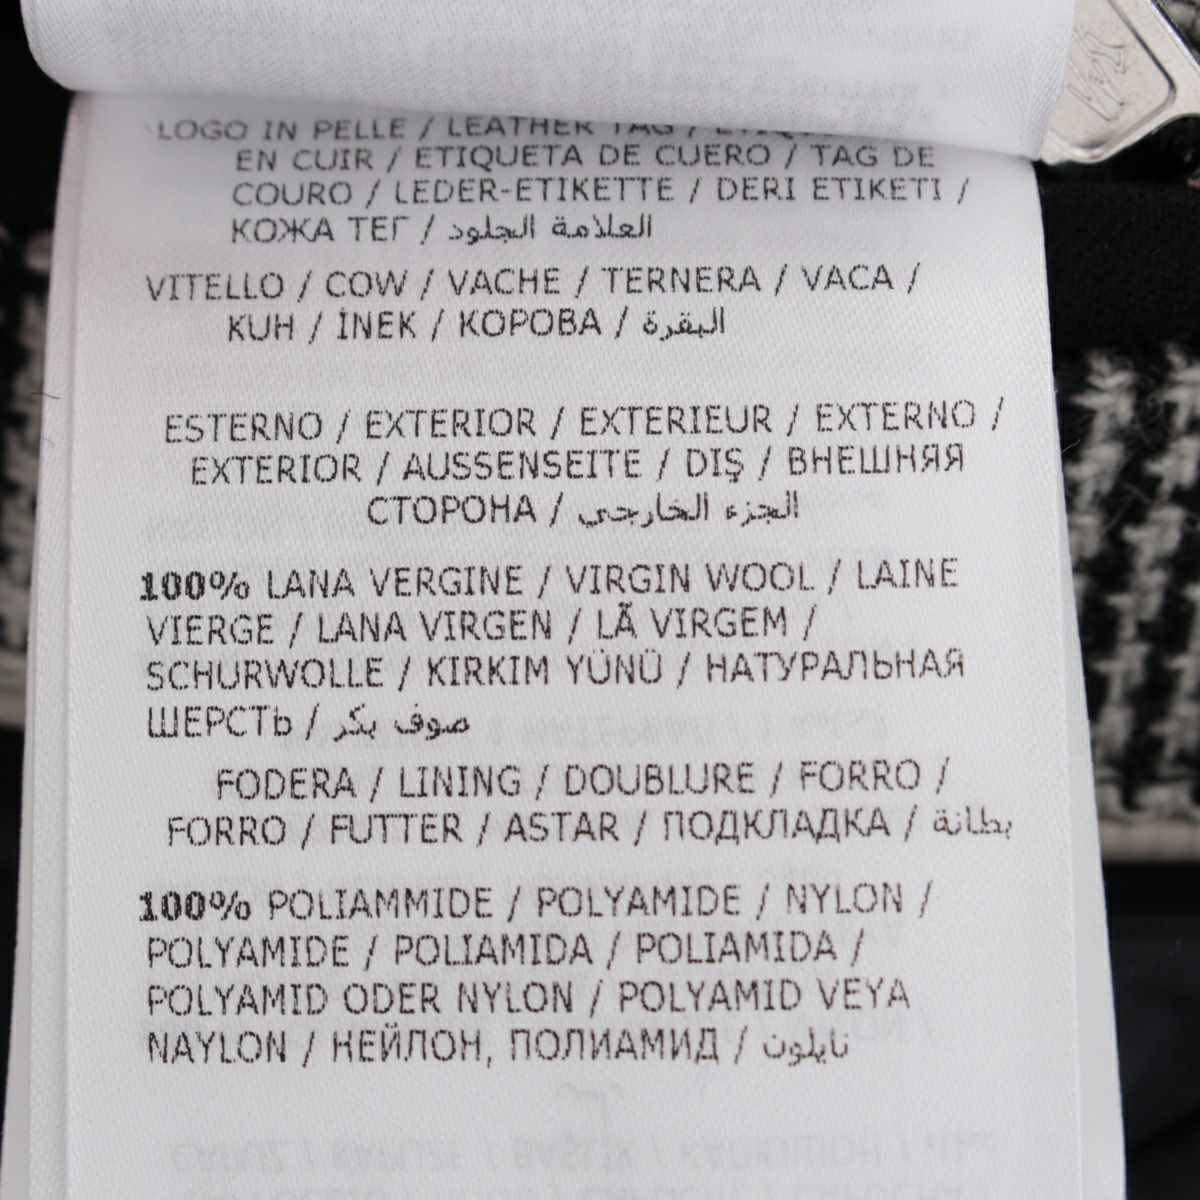 LOGO IN PELLE / LEATHER TAG /
EN CUIR / ETIQUETA DE CUERO / TAG DE
COURO / LEDER-ETIKETTE / DERI ETIKETI /
КОЖА ТЕГ / العلامة الجلود
VITELLO / COW / VACHE / TERNERA / VACA /
KUH / İNEK / КОРОВА / البقرة
ESTERNO / EXTERIOR / EXTERIEUR / EXTERNO /
EXTERIOR / AUSSENSEITE / DIŞ / ВНЕШНЯЯ
СТОРОНА / الجزء الخارجي
100% LANA VERGINE / VIRGIN WOOL / LAINE
VIERGE / LANA VIRGEN / LÃ VIRGEM /
SCHURWOLLE / KIRKIM YÜNÜ / НАТУРАЛЬНАЯ
ШЕРСТЬ / صوف بكر
FODERA / LINING / DOUBLURE / FORRO /
FORRO / FUTTER / ASTAR / ПОДКЛАДКА / بطانة
100% POLIAMMIDE / POLYAMIDE / NYLON /
POLYAMIDE / POLIAMIDA / POLIAMIDA /
POLYAMID ODER NYLON / POLYAMID VEYA
NAYLON / НЕЙЛОН, ПОЛИАМИД / نايلون